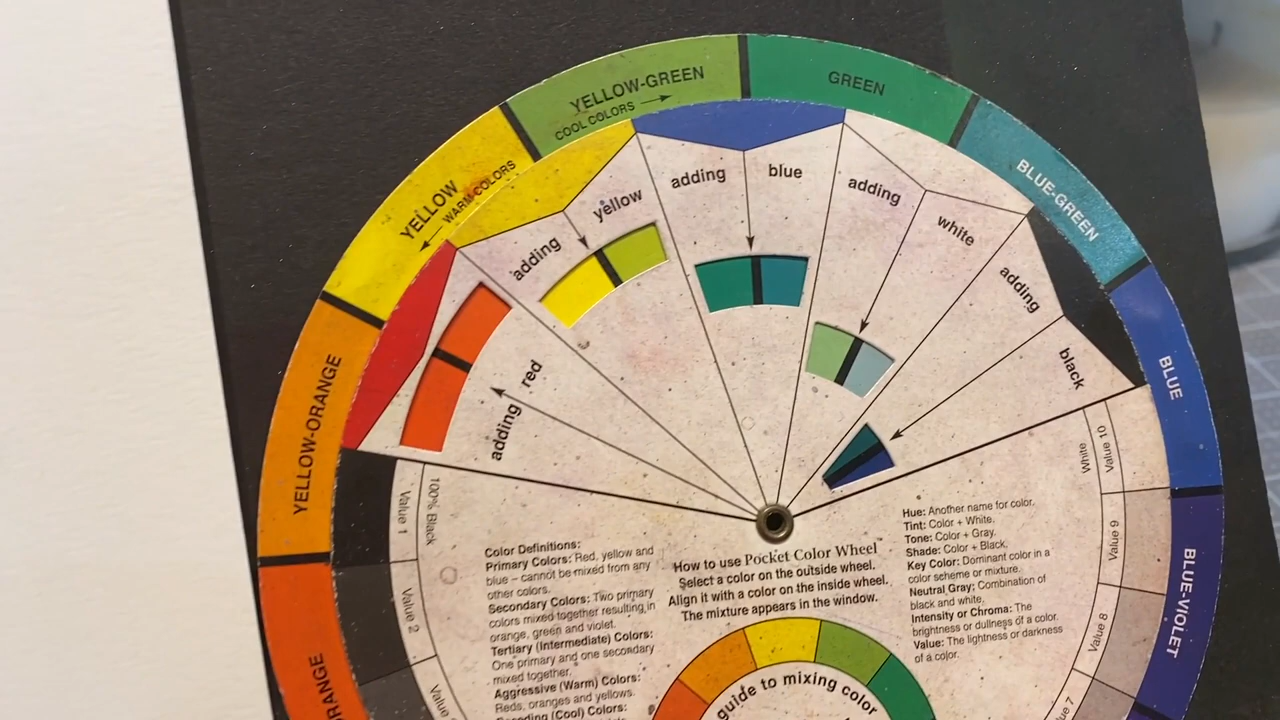 YELLOW-GREEN
COOL COLORS
GREEN
BLUE-GREEN
BLUE
BLUE-VIOLET
YELLOW
WARM COLORS
YELLOW-ORANGE
adding red
adding yellow
adding blue
adding white
adding black
100% Black
Value 1
Value 2
White
Value 10
Value 9
Value 8
Color Definitions:
Primary Colors: Red, yellow and
blue – cannot be mixed from any
other colors.
Secondary Colors: Two primary
colors mixed together resulting in
orange, green and violet.
Tertiary (Intermediate) Colors:
One primary and one secondary
mixed together.
Aggressive (Warm) Colors:
Reds, oranges and yellows.
(Cool) Colors:
How to use Pocket Color Wheel
Select a color on the outside wheel.
Align it with a color on the inside wheel.
The mixture appears in the window.
Hue: Another name for color.
Tint: Color + White.
Tone: Color + Gray.
Shade: Color + Black.
Key Color: Dominant color in a
color scheme or mixture.
Neutral Gray: Combination of
black and white.
Intensity or Chroma: The
brightness or dullness of a color.
Value: The lightness or darkness
of a color.
guide to mixing color